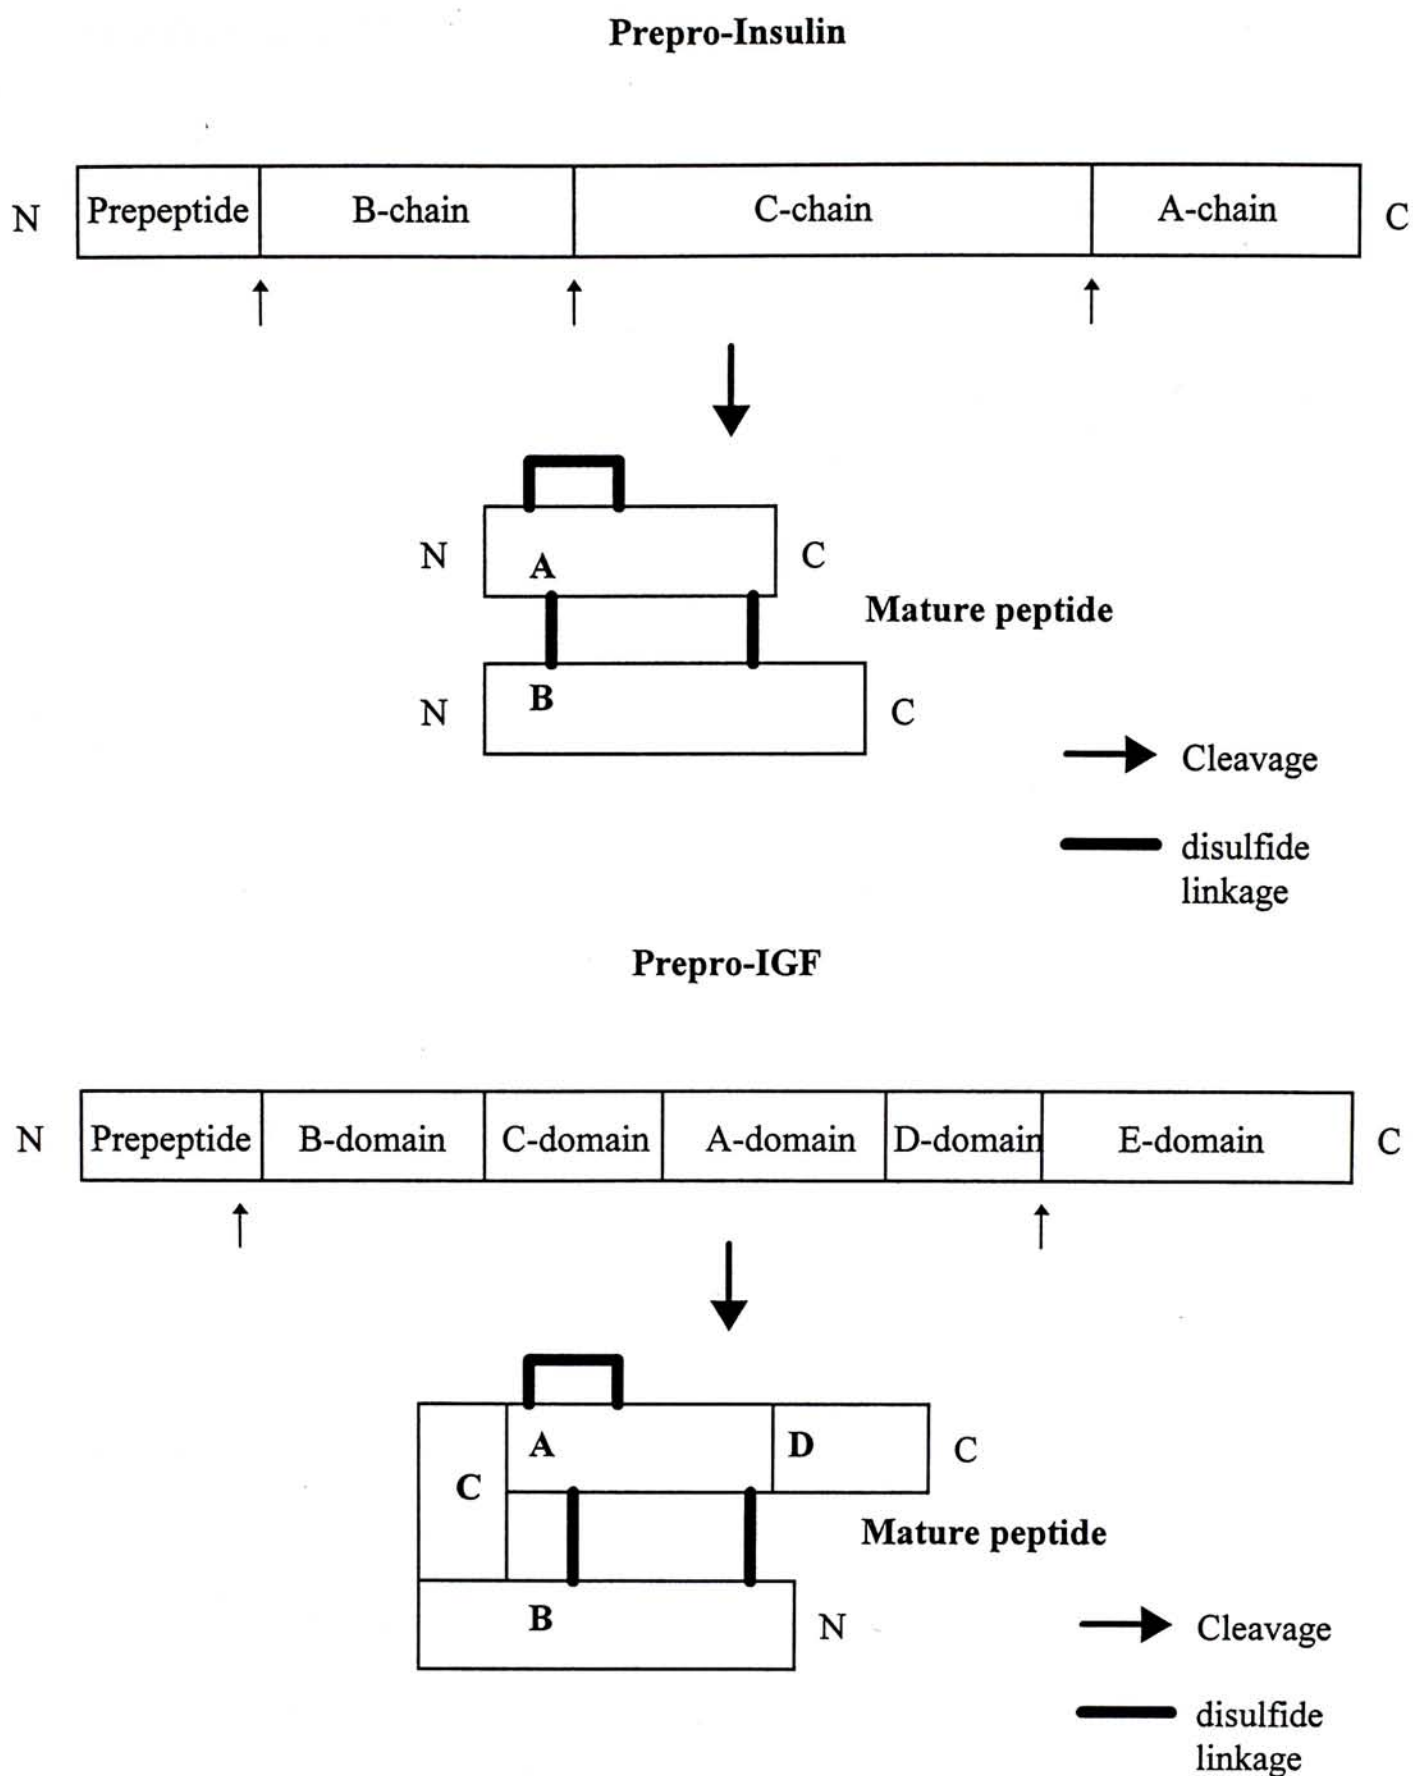 Prepro-Insulin
N Prepeptide B-chain C-chain A-chain C
N A C
Mature peptide
N B C
Cleavage
disulfide
linkage
Prepro-IGF
N Prepeptide B-domain C-domain A-domain D-domain E-domain C
A D C
C
Mature peptide
B N
Cleavage
disulfide
linkage